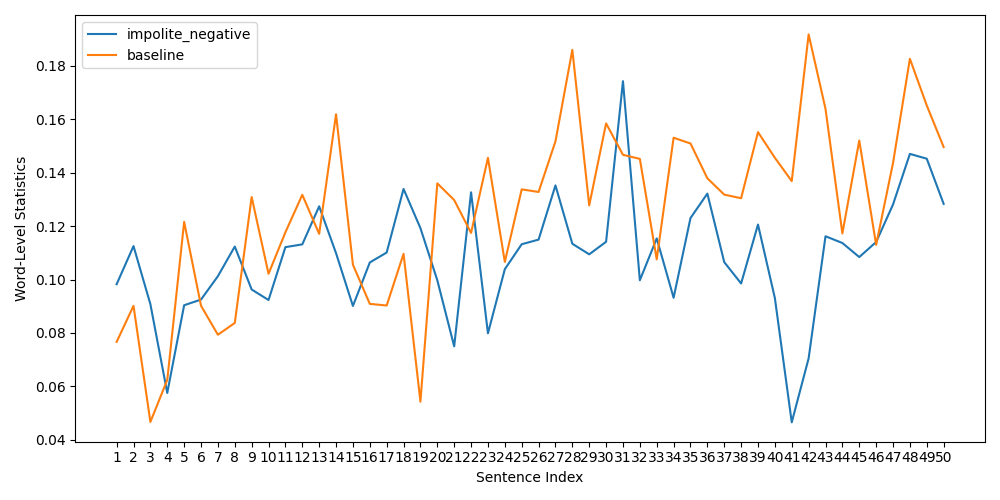 impolite_negative
baseline
Word-Level Statistics
0.18
0.16
0.14
0.12
0.10
0.08
0.06
0.04
1 2 3 4 5 6 7 8 9 10 11 12 13 14 15 16 17 18 19 20 21 22 23 24 25 26 27 28 29 30 31 32 33 34 35 36 37 38 39 40 41 42 43 44 45 46 47 48 49 50
Sentence Index